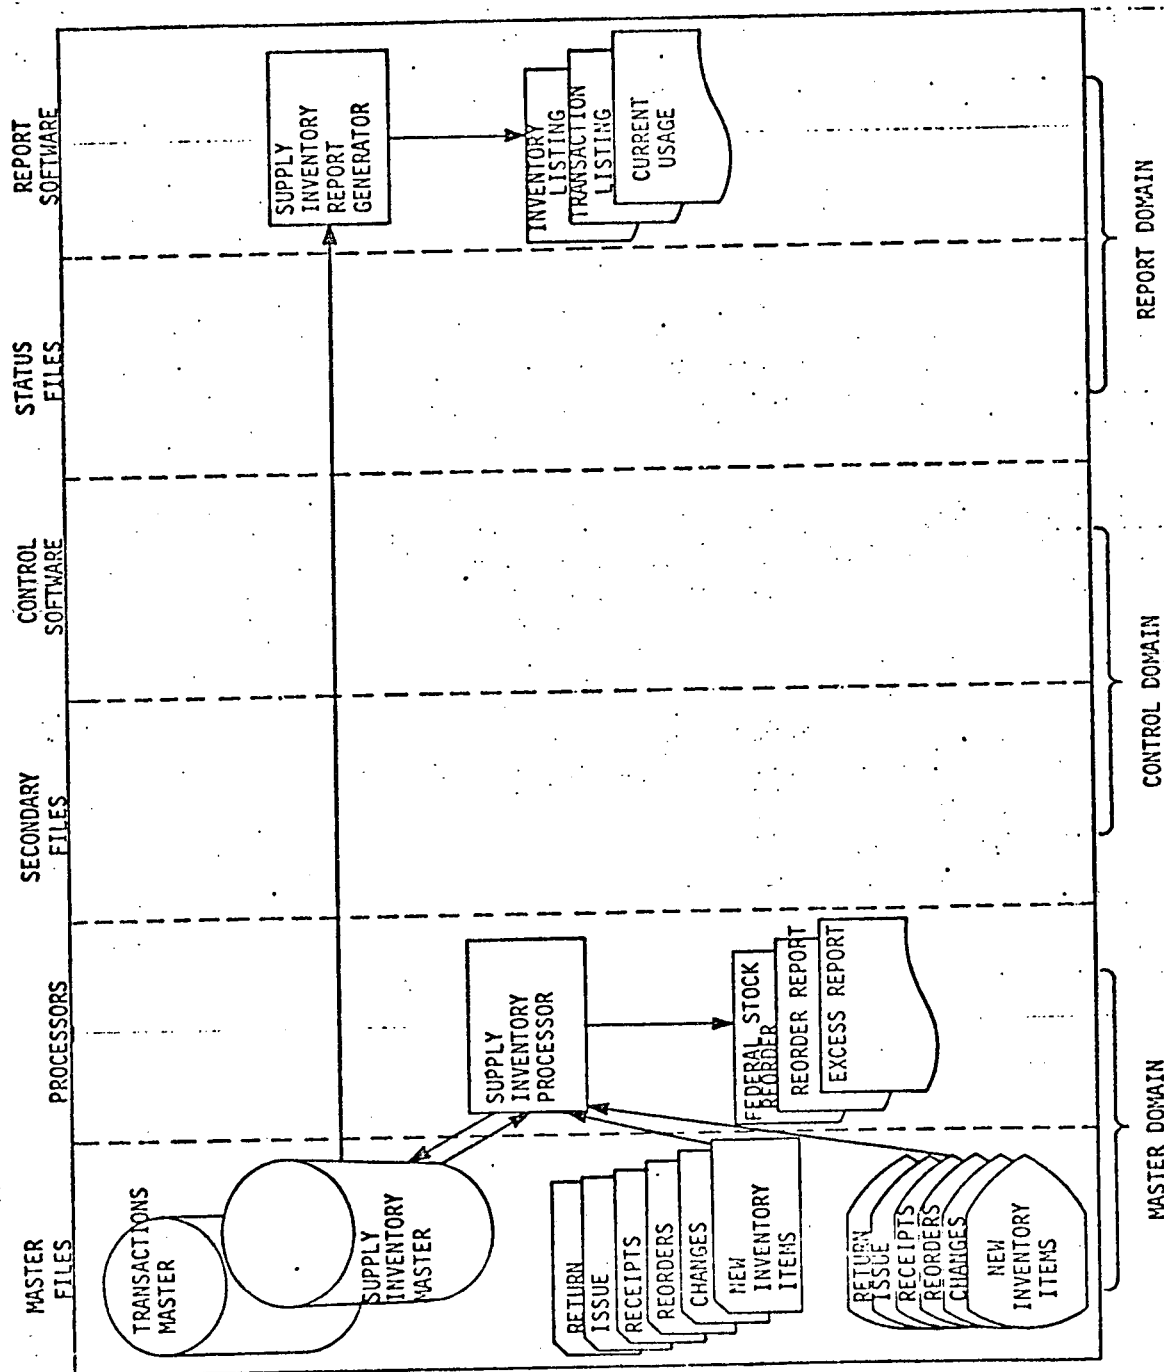 MASTER
FILES
PROCESSORS
SECONDARY
FILES
CONTROL
SOFTWARE
STATUS
FILES
REPORT
SOFTWARE
TRANSACTIONS
MASTER
SUPPLY
INVENTORY
MASTER
RETURN
ISSUE
RECEIPTS
REORDERS
CHANGES
NEW
INVENTORY
ITEMS
RETURN
ISSUE
RECEIPTS
REORDERS
CHANGES
NEW
INVENTORY
ITEMS
SUPPLY
INVENTORY
PROCESSOR
FEDERAL STOCK
REORDER
REORDER REPORT
EXCESS REPORT
SUPPLY
INVENTORY
REPORT
GENERATOR
INVENTORY
LISTING
TRANSACTION
LISTING
CURRENT
USAGE
MASTER DOMAIN
CONTROL DOMAIN
REPORT DOMAIN